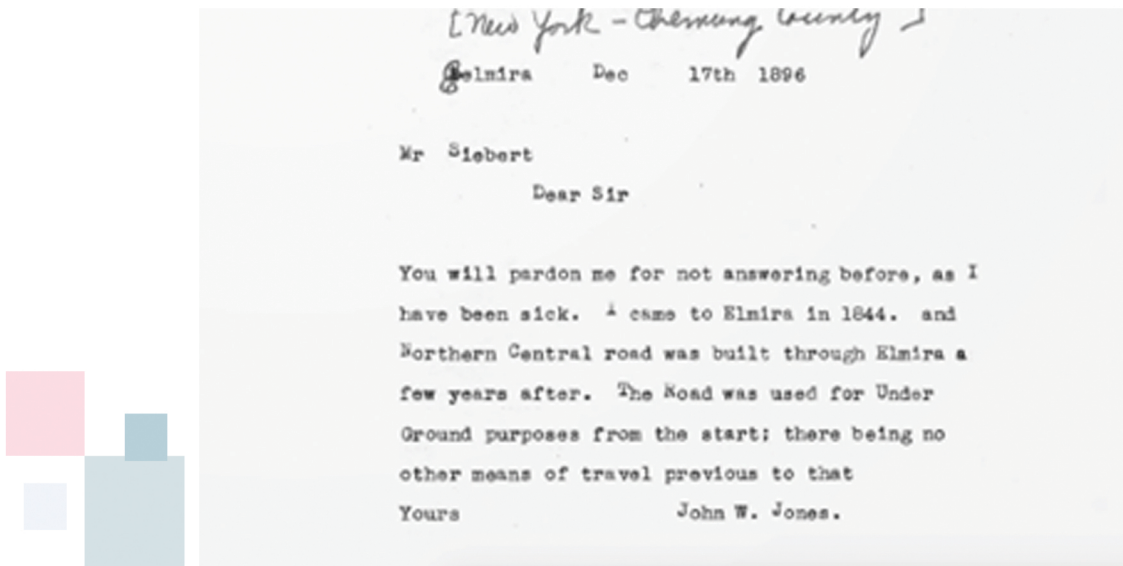 [New York - Chemung County]
Belmira Dec 17th 1896
Mr Siebert
Dear Sir
You will pardon me for not answering before, as I
have been sick. I came to Elmira in 1844. and
Northern Central road was built through Elmira a
few years after. The Road was used for Under
Ground purposes from the start; there being no
other means of travel previous to that
Yours John W. Jones.